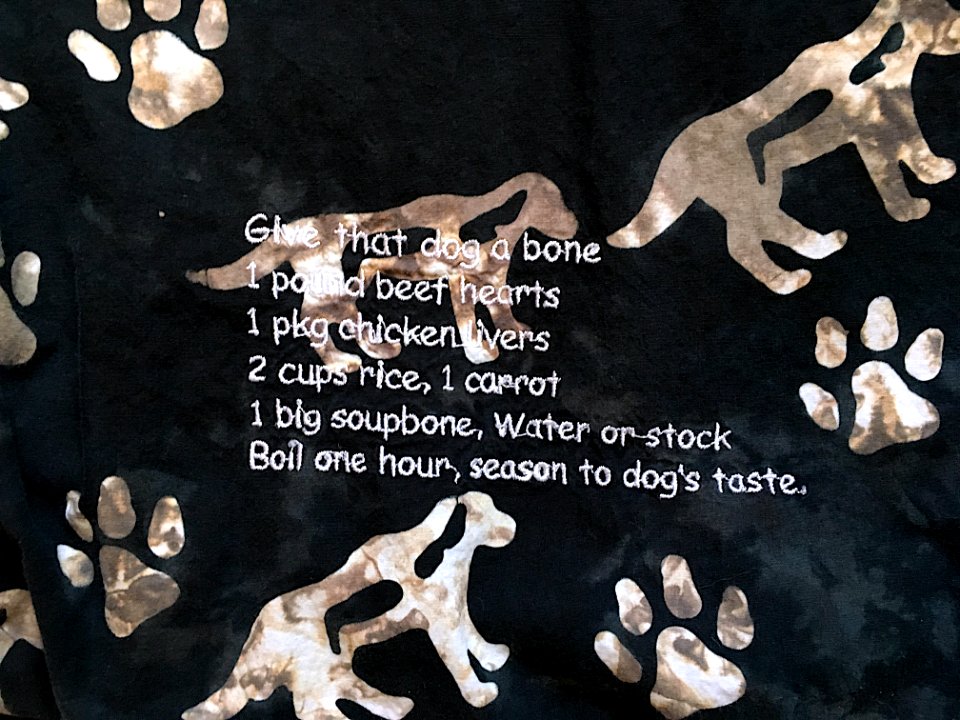 Give that dog a bone
1 pound beef hearts
1 pkg chicken livers
2 cups rice, 1 carrot
1 big soupbone, Water or stock
Boil one hour, season to dog's taste.